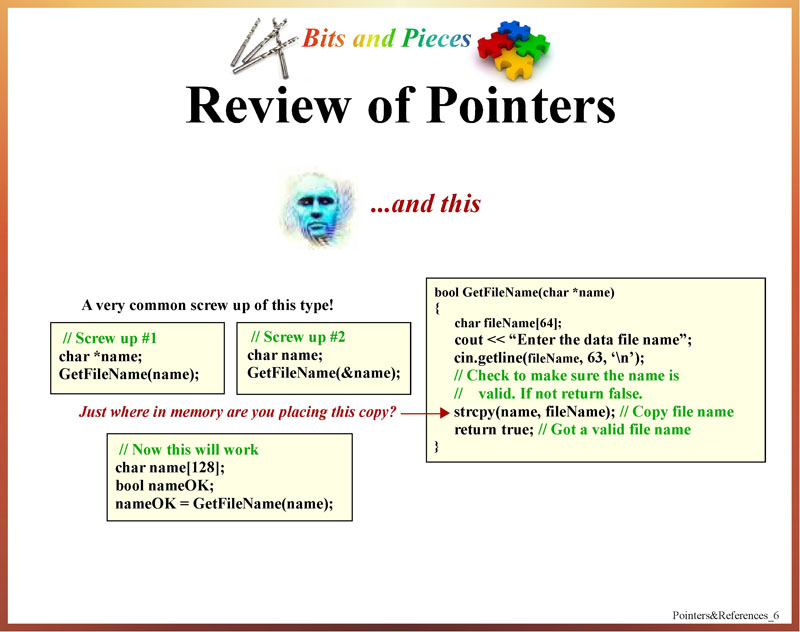 Bits and Pieces
Review of Pointers
...and this
A very common screw up of this type!
// Screw up #1
char *name;
GetFileName(name);
// Screw up #2
char name;
GetFileName(&name);
Just where in memory are you placing this copy?
// Now this will work
char name[128];
bool nameOK;
nameOK = GetFileName(name);
bool GetFileName(char *name)
{
char fileName[64];
cout << “Enter the data file name”;
cin.getline(fileName, 63, ‘\n’);
// Check to make sure the name is
// valid. If not return false.
strcpy(name, fileName); // Copy file name
return true; // Got a valid file name
}
Pointers&References_6